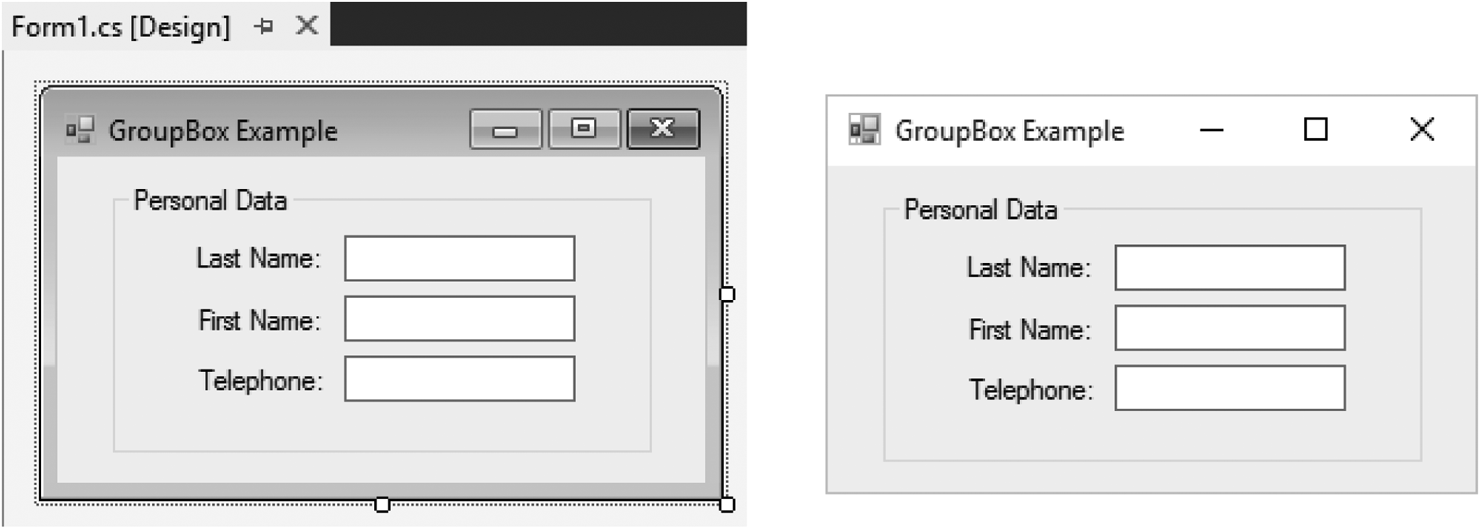 Form1.cs [Design]
GroupBox Example
Personal Data
Last Name:
First Name:
Telephone:
GroupBox Example
Personal Data
Last Name:
First Name:
Telephone: